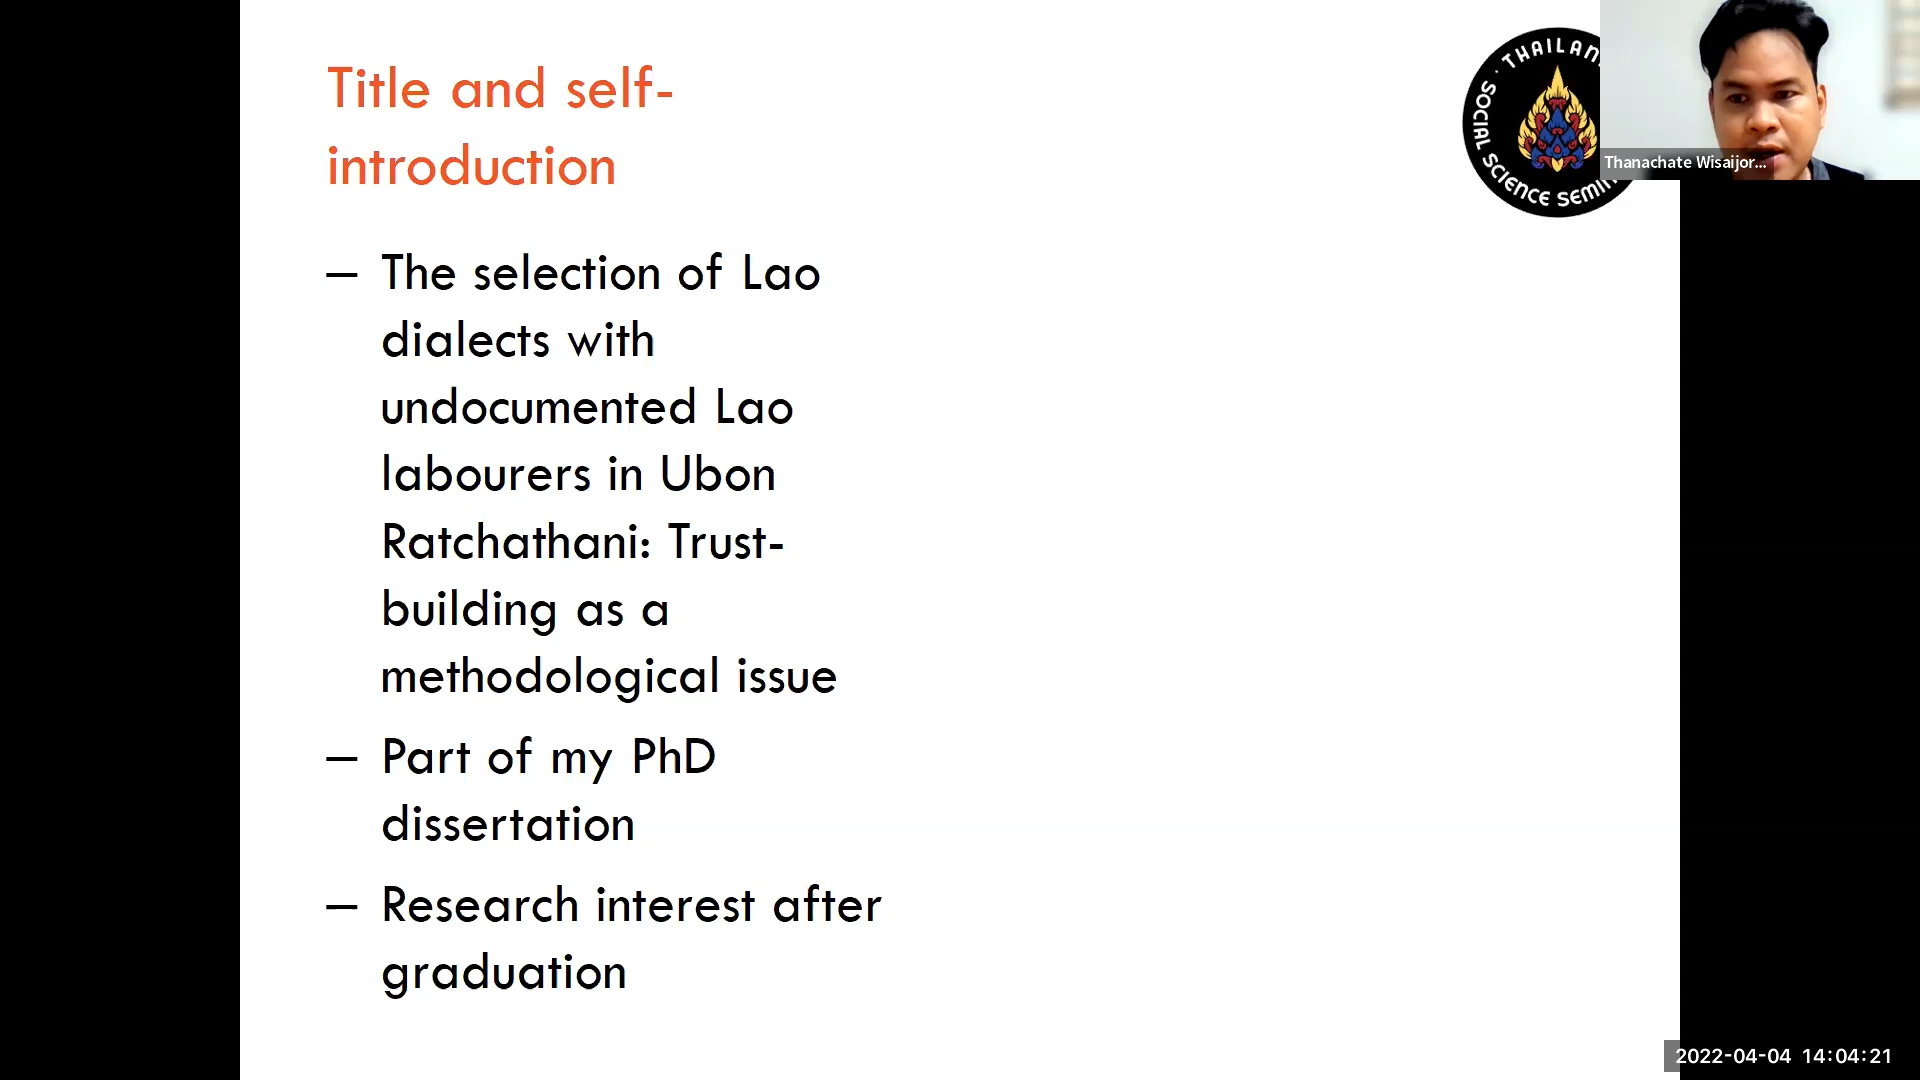 Title and self-
introduction
– The selection of Lao
dialects with
undocumented Lao
labourers in Ubon
Ratchathani: Trust-
building as a
methodological issue
– Part of my PhD
dissertation
– Research interest after
graduation
· THAILAN
SOCIAL SCIENCE SEMIN
Thanachate Wisaijor...
2022-04-04 14:04:21